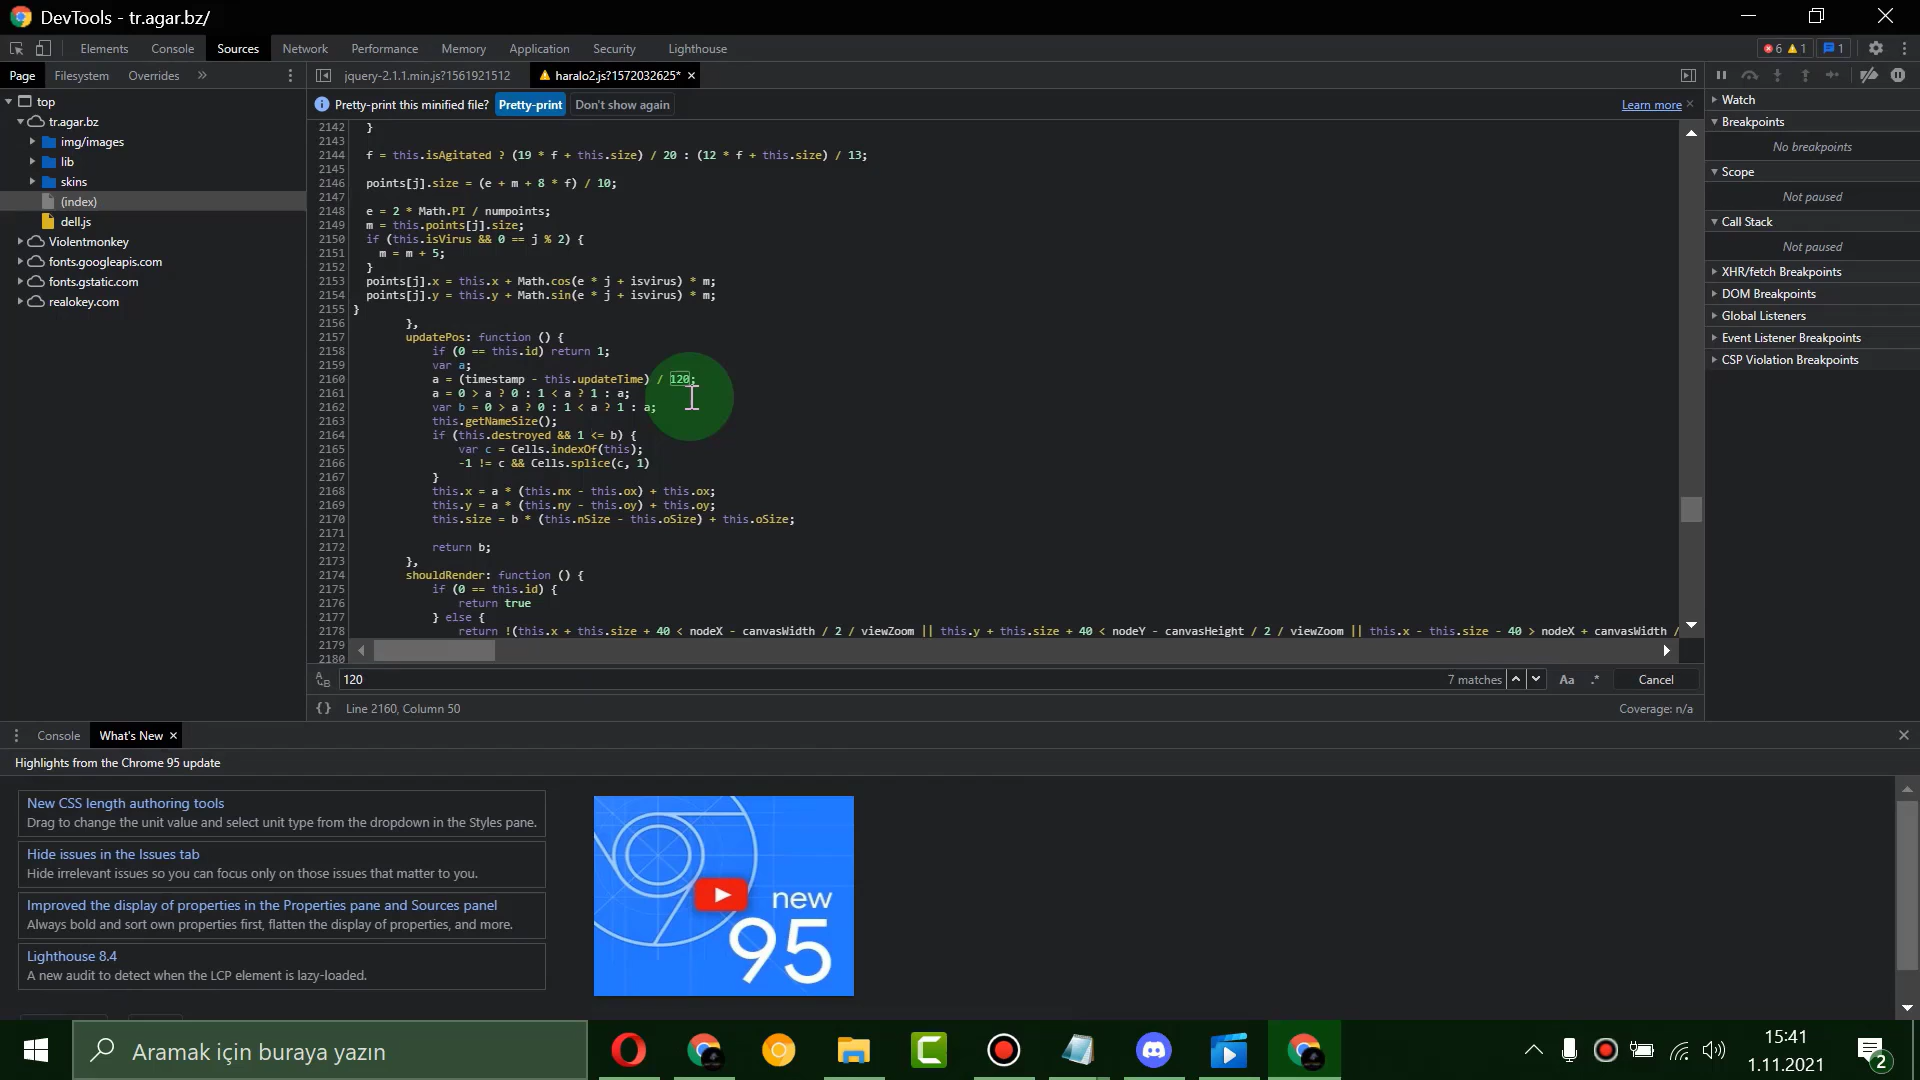 DevTools - tr.agar.bz/
Elements Console Sources Network Performance Memory Application Security Lighthouse 6 1 1
Page Filesystem Overrides » jquery-2.1.1.min.js?1561921512 haralo2.js?1572032625* ×
Pretty-print this minified file? Pretty-print Don't show again Learn more ×
top
tr.agar.bz
img/images
lib
skins
(index)
dell.js
Violentmonkey
fonts.googleapis.com
fonts.gstatic.com
realokey.com
2142 }
2143
2144 f = this.isAgitated ? (19 * f + this.size) / 20 : (12 * f + this.size) / 13;
2145
2146 points[j].size = (e + m + 8 * f) / 10;
2147
2148 e = 2 * Math.PI / numpoints;
2149 m = this.points[j].size;
2150 if (this.isVirus && 0 == j % 2) {
2151 m = m + 5;
2152 }
2153 points[j].x = this.x + Math.cos(e * j + isvirus) * m;
2154 points[j].y = this.y + Math.sin(e * j + isvirus) * m;
2155 }
2156 },
2157 updatePos: function () {
2158 if (0 == this.id) return 1;
2159 var a;
2160 a = (timestamp - this.updateTime) / 120;
2161 a = 0 > a ? 0 : 1 < a ? 1 : a;
2162 var b = 0 > a ? 0 : 1 < a ? 1 : a;
2163 this.getNameSize();
2164 if (this.destroyed && 1 <= b) {
2165 var c = Cells.indexOf(this);
2166 -1 != c && Cells.splice(c, 1)
2167 }
2168 this.x = a * (this.nx - this.ox) + this.ox;
2169 this.y = a * (this.ny - this.oy) + this.oy;
2170 this.size = b * (this.nSize - this.oSize) + this.oSize;
2171
2172 return b;
2173 },
2174 shouldRender: function () {
2175 if (0 == this.id) {
2176 return true
2177 } else {
2178 return !(this.x + this.size + 40 < nodeX - canvasWidth / 2 / viewZoom || this.y + this.size + 40 < nodeY - canvasHeight / 2 / viewZoom || this.x - this.size - 40 > nodeX + canvasWidth /
2179
2180
120 7 matches Aa .* Cancel
{ } Line 2160, Column 50 Coverage: n/a
Watch
Breakpoints
No breakpoints
Scope
Not paused
Call Stack
Not paused
XHR/fetch Breakpoints
DOM Breakpoints
Global Listeners
Event Listener Breakpoints
CSP Violation Breakpoints
Console What's New ×
Highlights from the Chrome 95 update
New CSS length authoring tools
Drag to change the unit value and select unit type from the dropdown in the Styles pane.
Hide issues in the Issues tab
Hide irrelevant issues so you can focus only on those issues that matter to you.
Improved the display of properties in the Properties pane and Sources panel
Always bold and sort own properties first, flatten the display of properties, and more.
Lighthouse 8.4
A new audit to detect when the LCP element is lazy-loaded.
new
95
Aramak için buraya yazın
15:41
1.11.2021
2